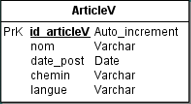 ArticleV
PrK id_articleV Auto_increment
nom Varchar
date_post Date
chemin Varchar
langue Varchar